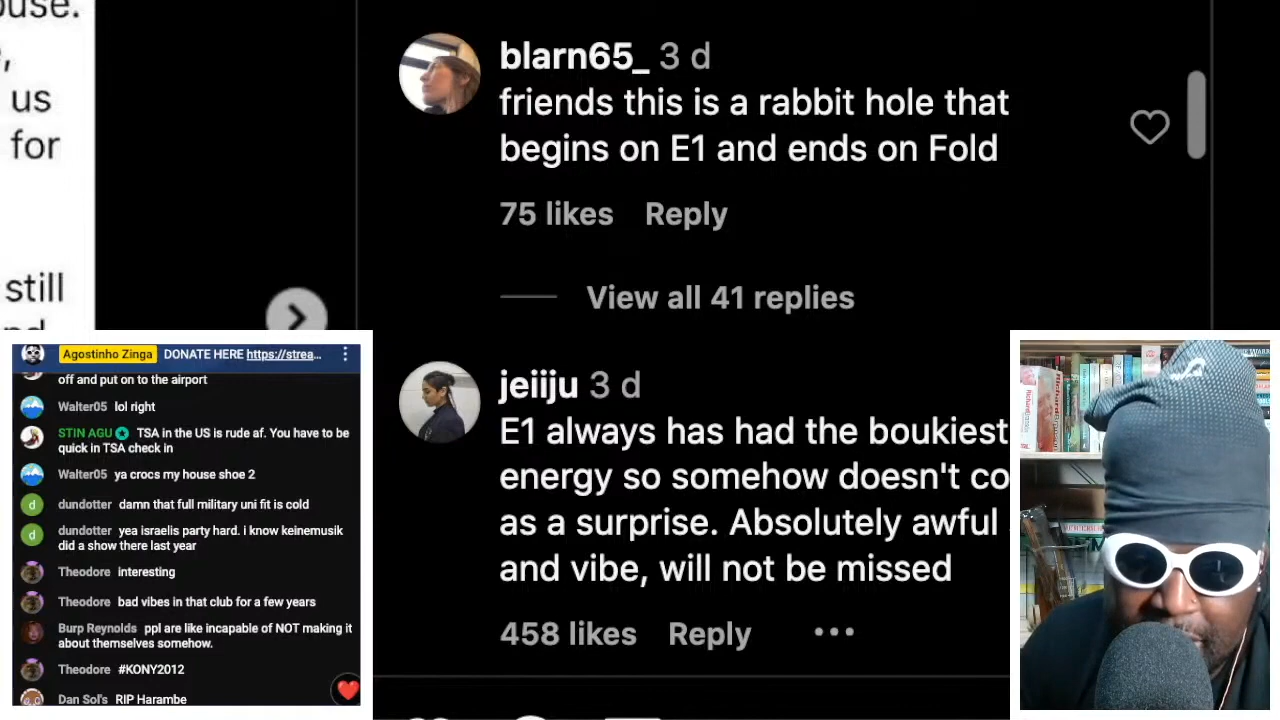 ouse.
us
for
still
blarn65_ 3 d
friends this is a rabbit hole that
begins on E1 and ends on Fold
75 likes Reply
View all 41 replies
jeiiju 3 d
E1 always has had the boukiest
energy so somehow doesn't co
as a surprise. Absolutely awful
and vibe, will not be missed
458 likes Reply
Agostinho Zinga DONATE HERE https://strea...
off and put on to the airport
Walter05 lol right
STIN AGU TSA in the US is rude af. You have to be
quick in TSA check in
Walter05 ya crocs my house shoe 2
dundotter damn that full military uni fit is cold
dundotter yea israelis party hard. i know keinemusik
did a show there last year
Theodore interesting
Theodore bad vibes in that club for a few years
Burp Reynolds ppl are like incapable of NOT making it
about themselves somehow.
Theodore #KONY2012
Dan Sol's RIP Harambe